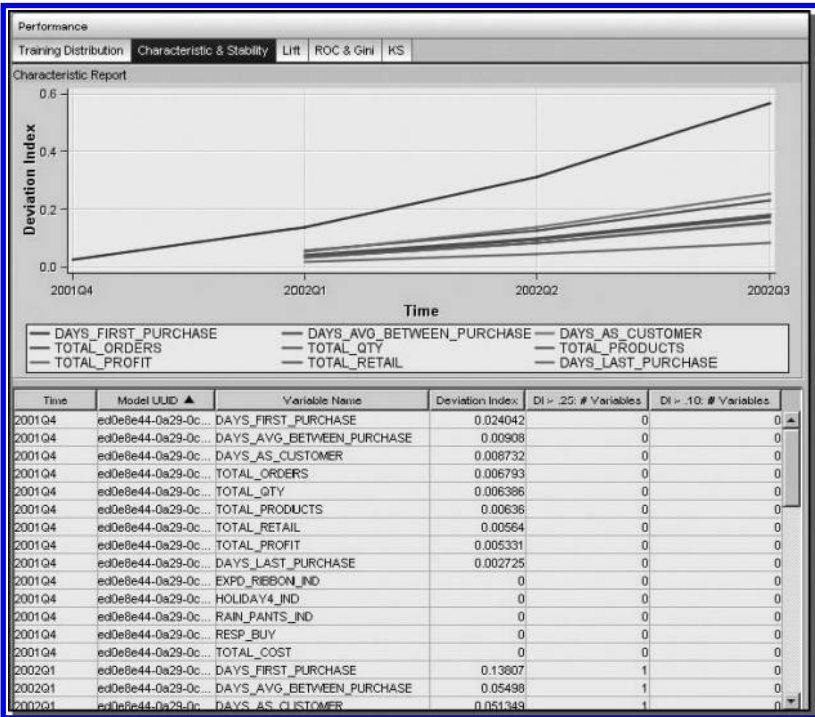 Performance
Training Distribution Characteristic & Stability Lift ROC & Gini KS
Characteristic Report
0.6
0.4
0.2
0.0
Deviation Index
2001Q4 2002Q1 2002Q2 2002Q3
Time
DAYS_FIRST_PURCHASE DAYS_AVG_BETWEEN_PURCHASE DAYS_AS_CUSTOMER
TOTAL_ORDERS TOTAL_QTY TOTAL_PRODUCTS
TOTAL_PROFIT TOTAL_RETAIL DAYS_LAST_PURCHASE
Time Model UUID ▲ Variable Name Deviation Index DI > .25: # Variables DI > .10: # Variables
2001Q4 ed0e8e44-0a29-0c... DAYS_FIRST_PURCHASE 0.024042 0 0
2001Q4 ed0e8e44-0a29-0c... DAYS_AVG_BETWEEN_PURCHASE 0.00908 0 0
2001Q4 ed0e8e44-0a29-0c... DAYS_AS_CUSTOMER 0.008732 0 0
2001Q4 ed0e8e44-0a29-0c... TOTAL_ORDERS 0.006793 0 0
2001Q4 ed0e8e44-0a29-0c... TOTAL_QTY 0.006386 0 0
2001Q4 ed0e8e44-0a29-0c... TOTAL_PRODUCTS 0.00636 0 0
2001Q4 ed0e8e44-0a29-0c... TOTAL_RETAIL 0.00564 0 0
2001Q4 ed0e8e44-0a29-0c... TOTAL_PROFIT 0.005331 0 0
2001Q4 ed0e8e44-0a29-0c... DAYS_LAST_PURCHASE 0.002725 0 0
2001Q4 ed0e8e44-0a29-0c... EXPD_RIBBON_IND 0 0 0
2001Q4 ed0e8e44-0a29-0c... HOLIDAY4_IND 0 0 0
2001Q4 ed0e8e44-0a29-0c... RAIN_PANTS_IND 0 0 0
2001Q4 ed0e8e44-0a29-0c... RESP_BUY 0 0 0
2001Q4 ed0e8e44-0a29-0c... TOTAL_COST 0 0 0
2002Q1 ed0e8e44-0a29-0c... DAYS_FIRST_PURCHASE 0.13807 1 0
2002Q1 ed0e8e44-0a29-0c... DAYS_AVG_BETWEEN_PURCHASE 0.05498 1 0
2002Q1 ed0e8e44-0a29-0c... DAYS_AS_CUSTOMER 0.051349 1 0